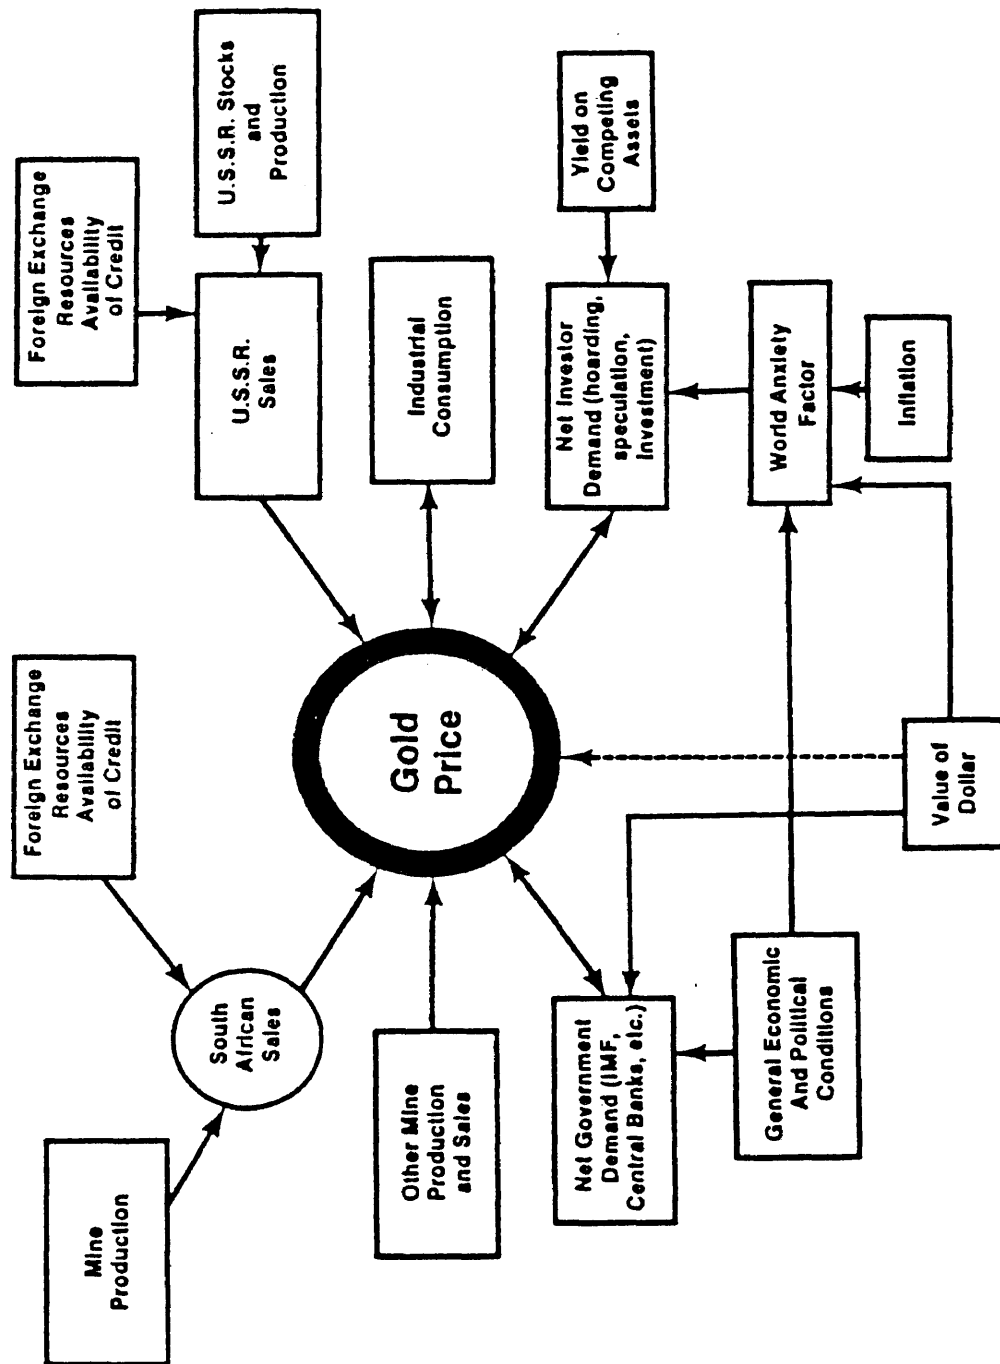 Mine
Production
Foreign Exchange
Resources
Availability
of Credit
Foreign Exchange
Resources
Availability
of Credit
South
African
Sales
U.S.S.R.
Sales
U.S.S.R. Stocks
and
Production
Other Mine
Production
and Sales
Gold
Price
Industrial
Consumption
Net Government
Demand (IMF,
Central Banks, etc.)
Net Investor
Demand (hoarding,
speculation,
Investment)
Yield on
Competing
Assets
General Economic
And Political
Conditions
World Anxiety
Factor
Value of
Dollar
Inflation